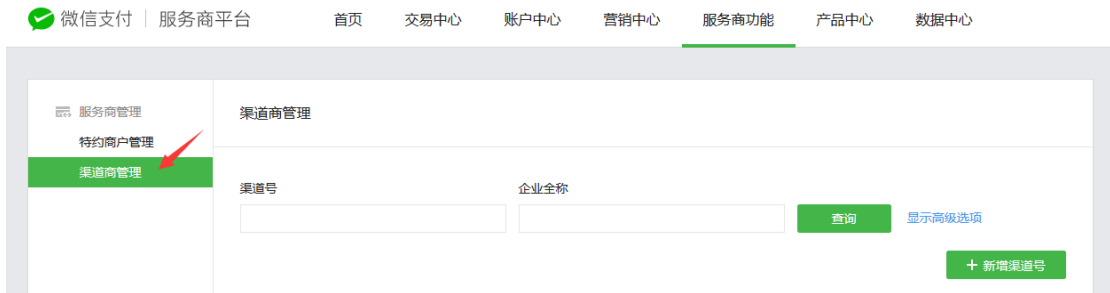 微信支付 服务商平台 首页 交易中心 账户中心 营销中心 服务商功能 产品中心 数据中心
服务商管理
特约商户管理
渠道商管理
渠道商管理
渠道号 企业全称
查询 显示高级选项
+ 新增渠道号